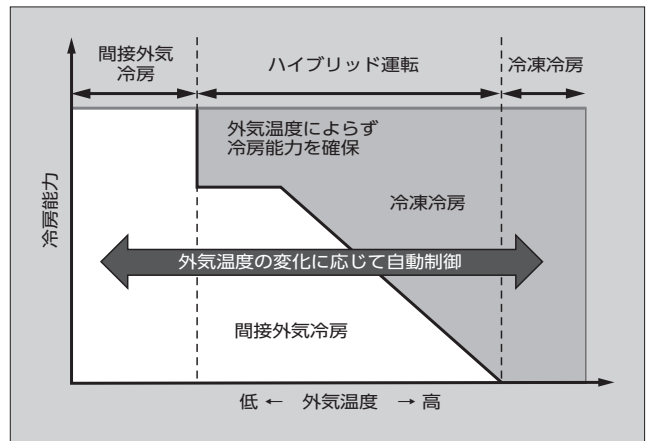 間接外気
冷房
ハイブリッド運転
冷凍冷房
外気温度によらず
冷房能力を確保
冷凍冷房
冷房能力
外気温度の変化に応じて自動制御
間接外気冷房
低 ← 外気温度 → 高